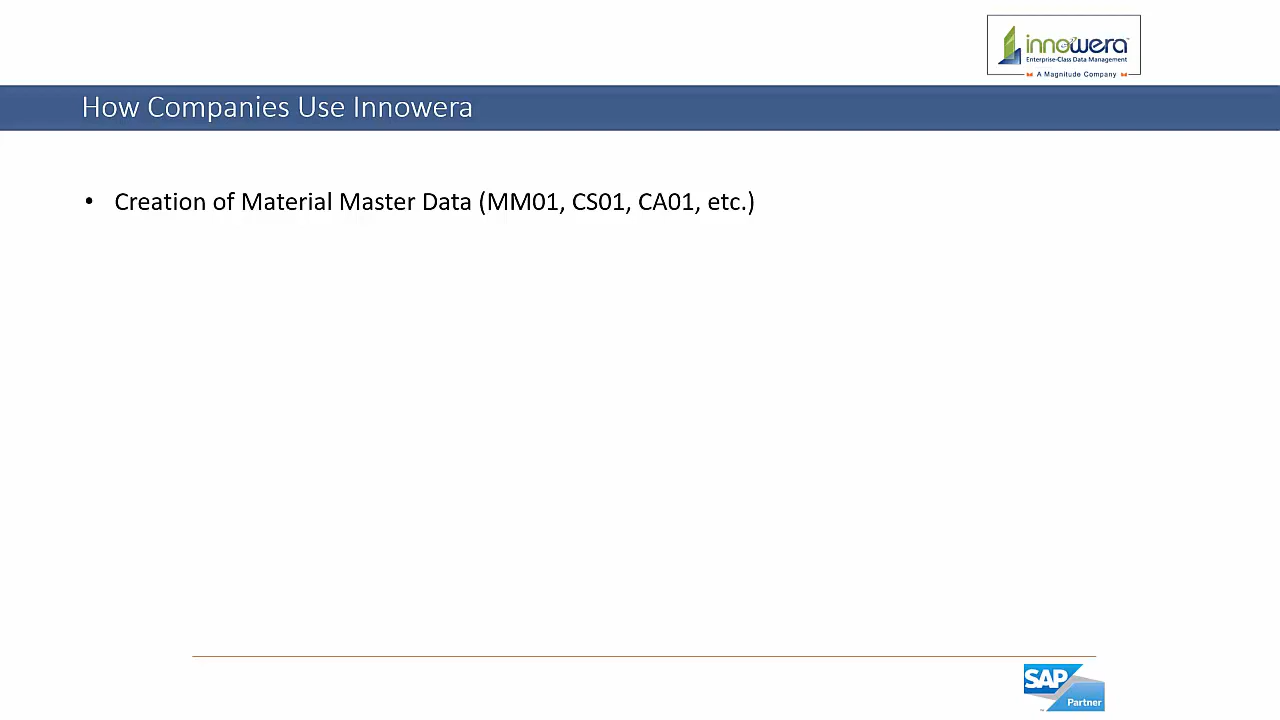 innowera™
Enterprise-Class Data Management
A Magnitude Company
How Companies Use Innowera
• Creation of Material Master Data (MM01, CS01, CA01, etc.)
SAP
Partner